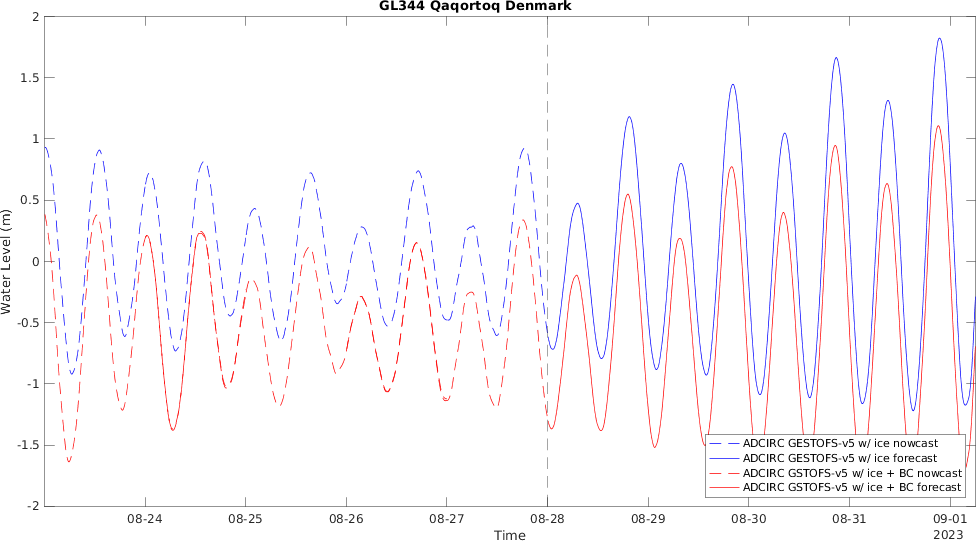 GL344 Qaqortoq Denmark
2
1.5
1
0.5
0
-0.5
-1
-1.5
-2
Water Level (m)
08-24
08-25
08-26
08-27
08-28
08-29
08-30
08-31
09-01
2023
Time
ADCIRC GESTOFS-v5 w/ ice nowcast
ADCIRC GESTOFS-v5 w/ ice forecast
ADCIRC GSTOFS-v5 w/ ice + BC nowcast
ADCIRC GSTOFS-v5 w/ ice + BC forecast